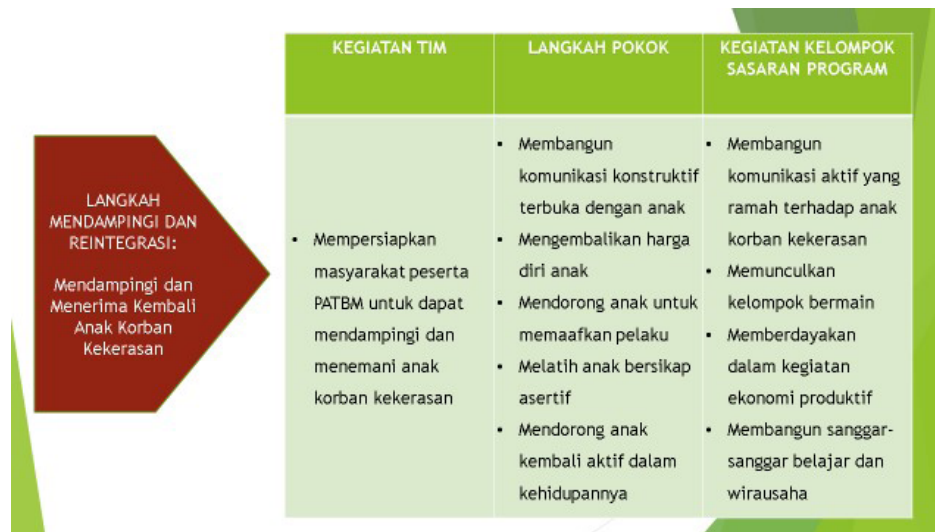 LANGKAH
MENDAMPINGI DAN
REINTEGRASI:
Mendampingi dan
Menerima Kembali
Anak Korban
Kekerasan
KEGIATAN TIM
• Mempersiapkan
masyarakat peserta
PATBM untuk dapat
mendampingi dan
menemani anak
korban kekerasan
LANGKAH POKOK
• Membangun
komunikasi konstruktif
terbuka dengan anak
• Mengembalikan harga
diri anak
• Mendorong anak untuk
memaafkan pelaku
• Melatih anak bersikap
asertif
• Mendorong anak
kembali aktif dalam
kehidupannya
KEGIATAN KELOMPOK
SASARAN PROGRAM
• Membangun
komunikasi aktif yang
ramah terhadap anak
korban kekerasan
• Memunculkan
kelompok bermain
• Memberdayakan
dalam kegiatan
ekonomi produktif
• Membangun sanggar-
sanggar belajar dan
wirausaha